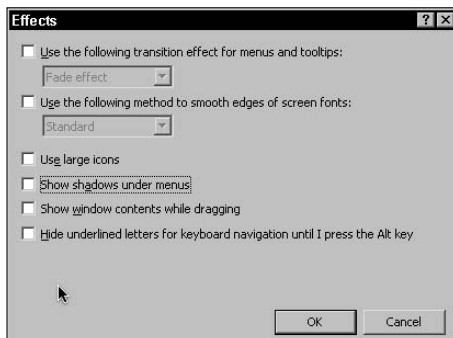 Effects
Use the following transition effect for menus and tooltips:
Fade effect
Use the following method to smooth edges of screen fonts:
Standard
Use large icons
Show shadows under menus
Show window contents while dragging
Hide underlined letters for keyboard navigation until I press the Alt key
OK Cancel